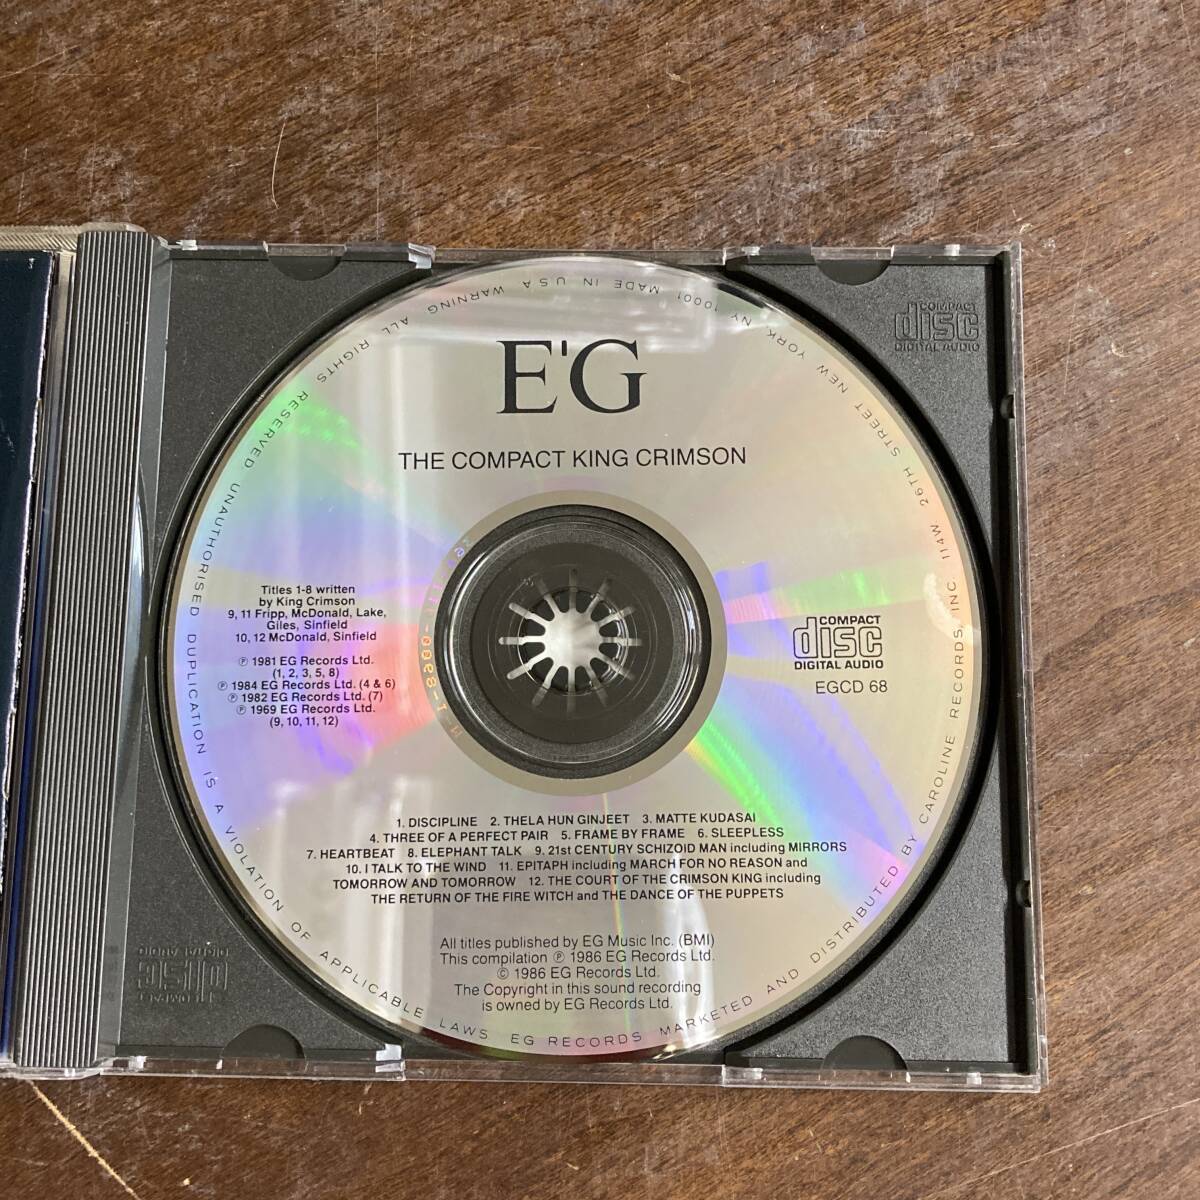 E'G
THE COMPACT KING CRIMSON
Titles 1-8 written
by King Crimson
9, 11 Fripp, McDonald, Lake,
Giles, Sinfield
10, 12 McDonald, Sinfield
℗ 1981 EG Records Ltd.
(1, 2, 3, 5, 8)
℗ 1984 EG Records Ltd. (4 & 6)
℗ 1982 EG Records Ltd. (7)
℗ 1969 EG Records Ltd.
(9, 10, 11, 12)
COMPACT
disc
DIGITAL AUDIO
EGCD 68
1. DISCIPLINE 2. THELA HUN GINJEET 3. MATTE KUDASAI
4. THREE OF A PERFECT PAIR 5. FRAME BY FRAME 6. SLEEPLESS
7. HEARTBEAT 8. ELEPHANT TALK 9. 21st CENTURY SCHIZOID MAN including MIRRORS
10. I TALK TO THE WIND 11. EPITAPH including MARCH FOR NO REASON and
TOMORROW AND TOMORROW 12. THE COURT OF THE CRIMSON KING including
THE RETURN OF THE FIRE WITCH and THE DANCE OF THE PUPPETS
All titles published by EG Music Inc. (BMI)
This compilation ℗ 1986 EG Records Ltd.
© 1986 EG Records Ltd.
The Copyright in this sound recording
is owned by EG Records Ltd.
WARNING ALL RIGHTS RESERVED UNAUTHORISED DUPLICATION IS A VIOLATION OF APPLICABLE LAWS EG RECORDS MARKETED AND DISTRIBUTED BY CAROLINE RECORDS, INC 114W 26TH STREET NEW YORK, NY 10001 MADE IN U.S.A
COMPACT
disc
DIGITAL AUDIO
COMPACT
disc
DIGITAL AUDIO